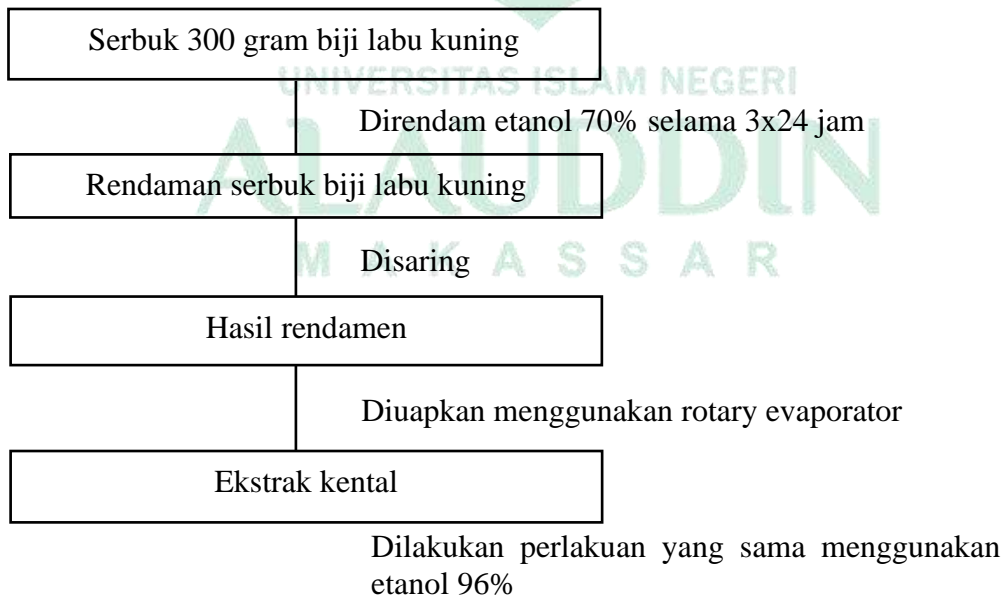 Serbuk 300 gram biji labu kuning
UNIVERSITAS ISLAM NEGERI
Direndam etanol 70% selama 3x24 jam
ALAUDDIN
Rendaman serbuk biji labu kuning
MAKASSAR
Disaring
Hasil rendamen
Diuapkan menggunakan rotary evaporator
Ekstrak kental
Dilakukan perlakuan yang sama menggunakan
etanol 96%